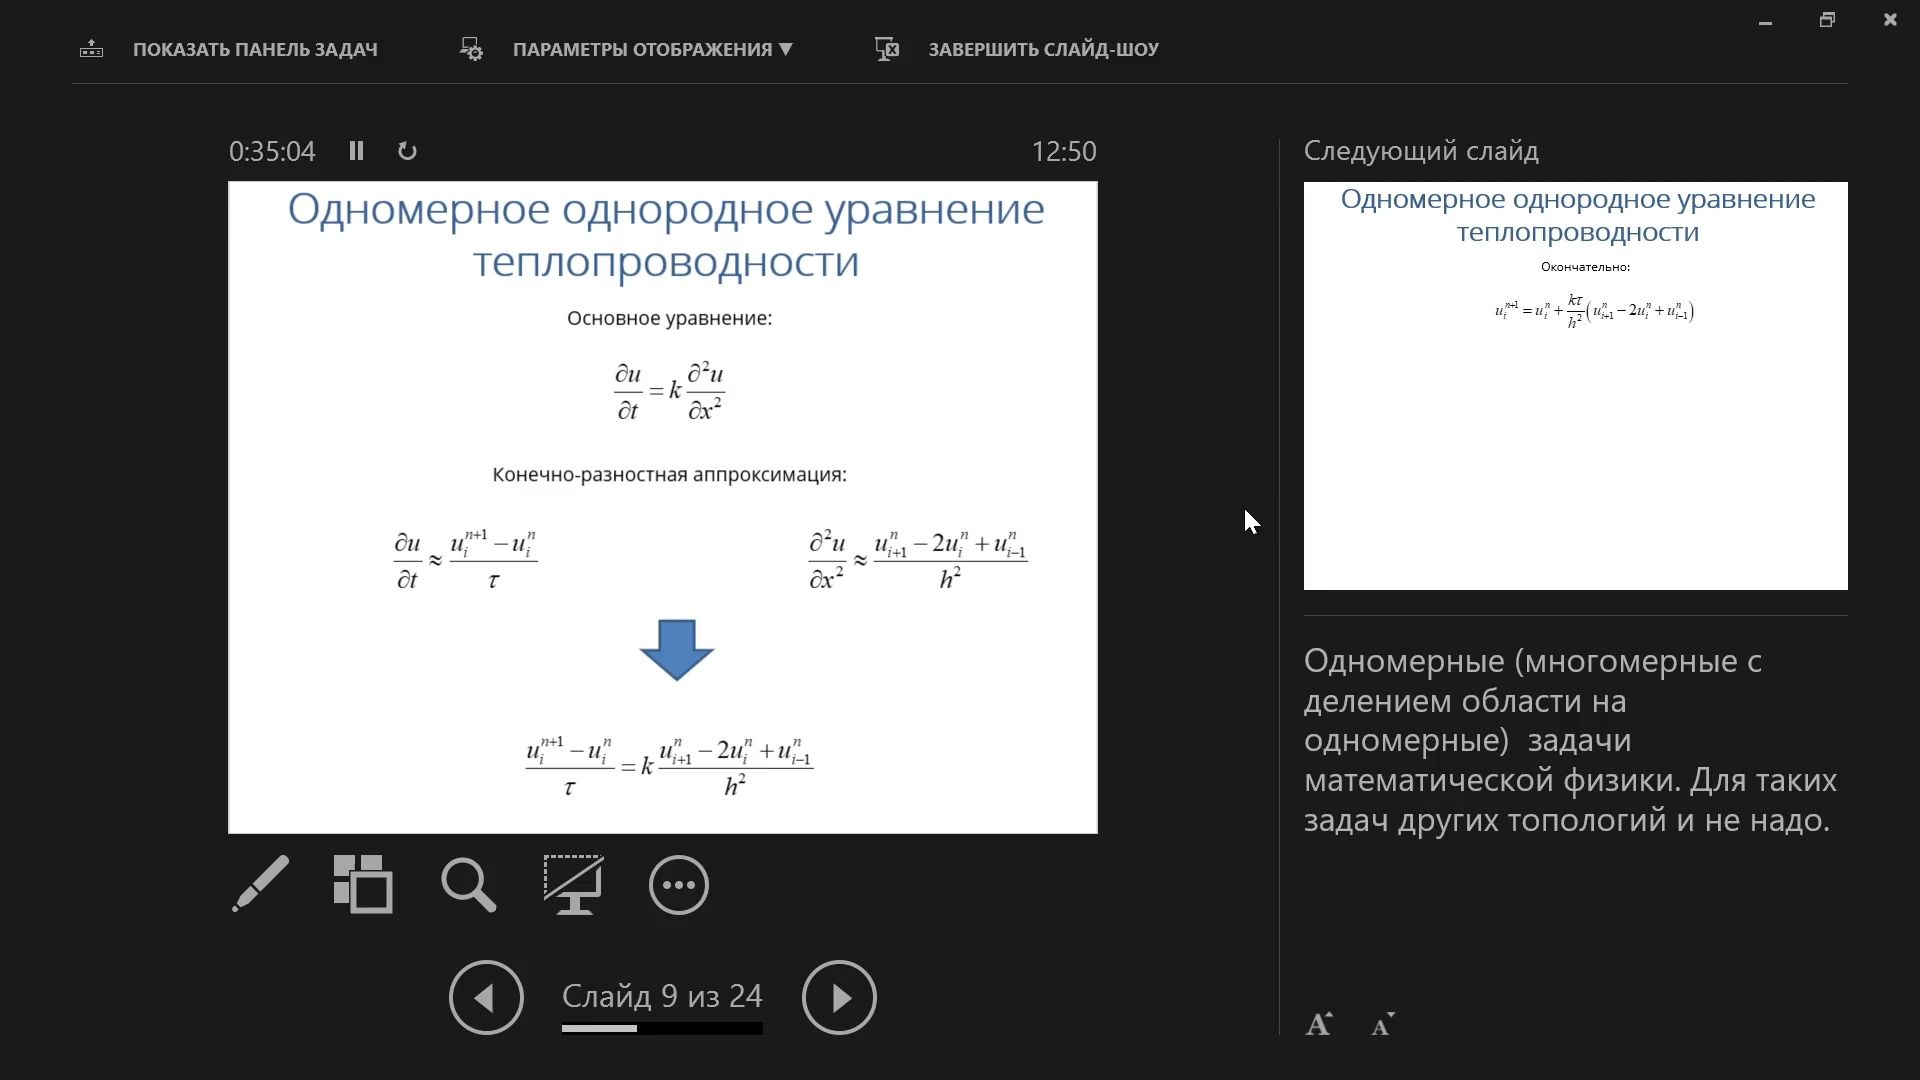 ПОКАЗАТЬ ПАНЕЛЬ ЗАДАЧ
ПАРАМЕТРЫ ОТОБРАЖЕНИЯ ▼
ЗАВЕРШИТЬ СЛАЙД-ШОУ
0:35:04
12:50
Одномерное однородное уравнение
теплопроводности
Основное уравнение:
∂u/∂t = k ∂²u/∂x²
Конечно-разностная аппроксимация:
∂u/∂t ≈ (u_i^{n+1} − u_i^n)/τ
∂²u/∂x² ≈ (u_{i+1}^n − 2u_i^n + u_{i−1}^n)/h²
(u_i^{n+1} − u_i^n)/τ = k (u_{i+1}^n − 2u_i^n + u_{i−1}^n)/h²
Слайд 9 из 24
Следующий слайд
Одномерное однородное уравнение
теплопроводности
Окончательно:
u_i^{n+1} = u_i^n + kτ/h² (u_{i+1}^n − 2u_i^n + u_{i−1}^n)
Одномерные (многомерные с
делением области на
одномерные)  задачи
математической физики. Для таких
задач других топологий и не надо.
A A